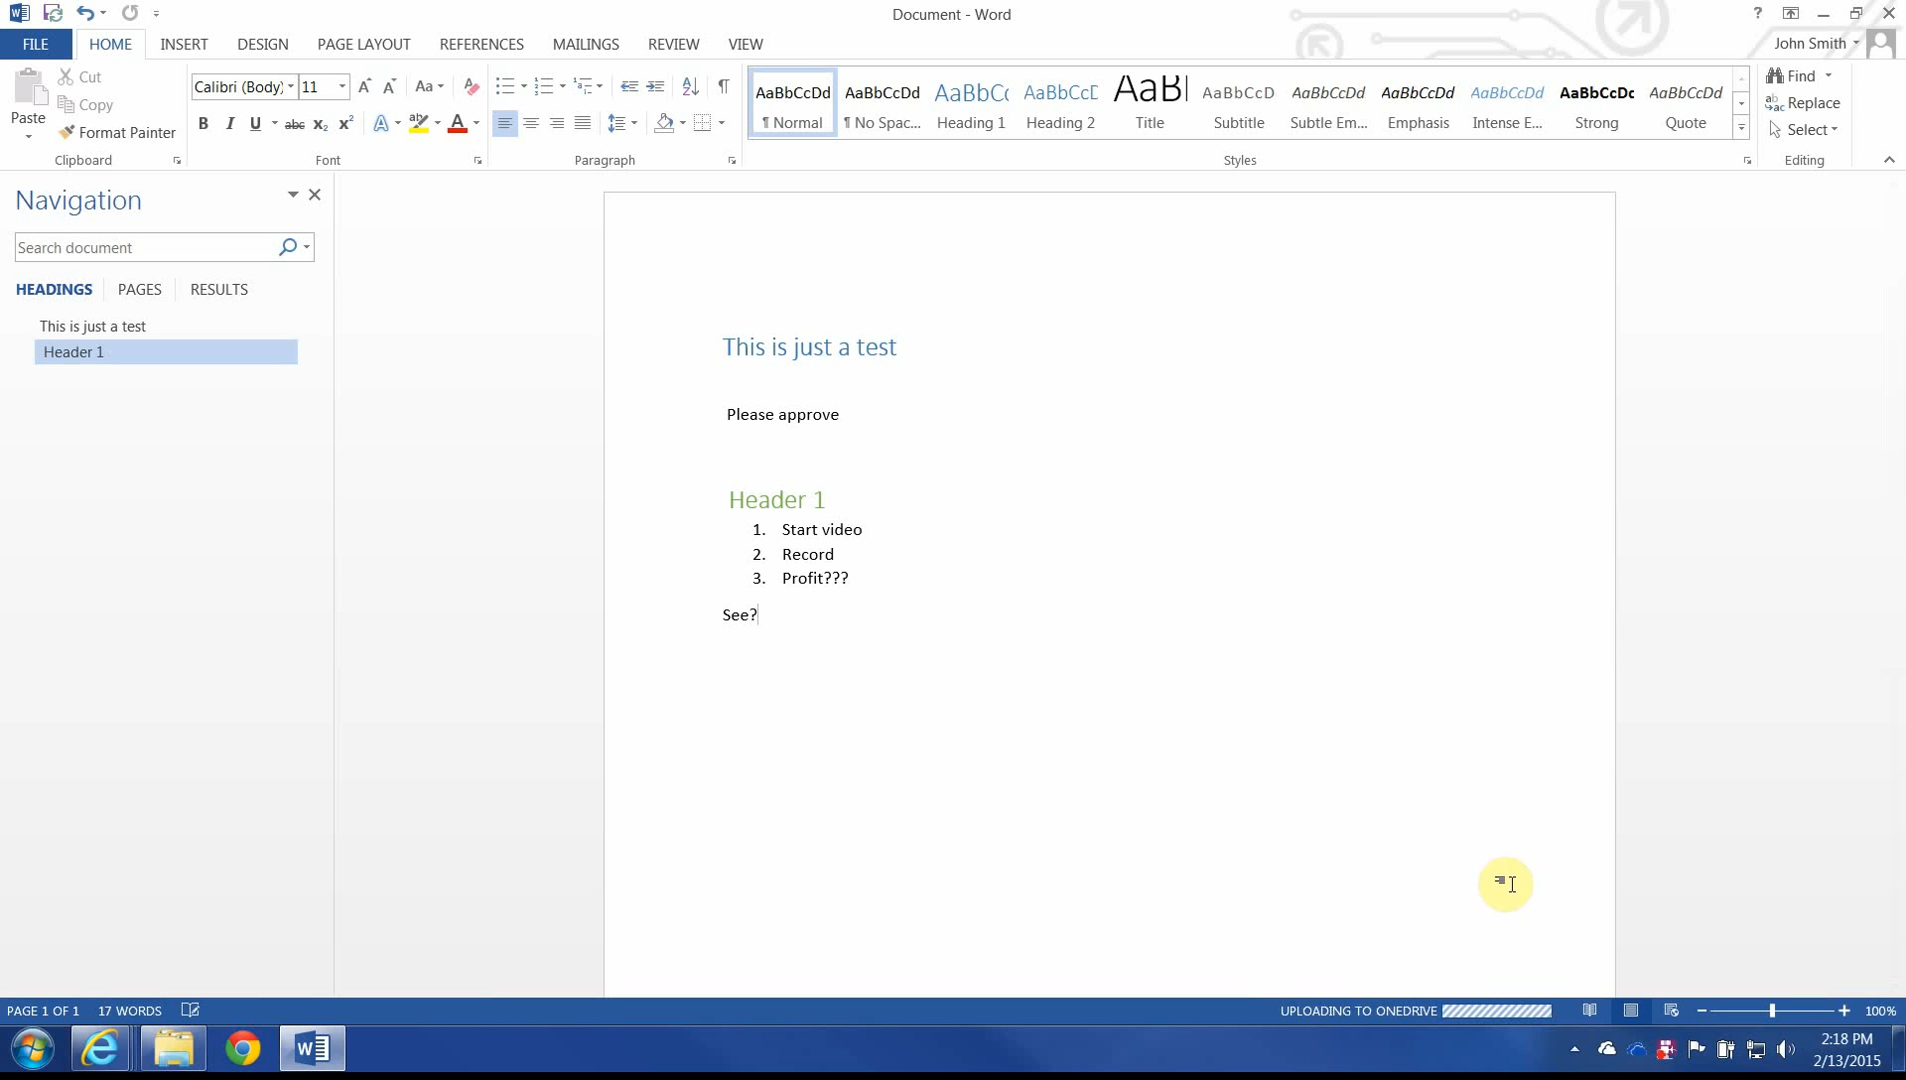 Document - Word
?
FILE HOME INSERT DESIGN PAGE LAYOUT REFERENCES MAILINGS REVIEW VIEW John Smith
Paste
Cut
Copy
Format Painter
Clipboard
Calibri (Body) 11 Aa
B I U abc x₂ x² A A
Font
Paragraph
AaBbCcDd ¶ Normal
AaBbCcDd ¶ No Spac...
AaBbCc Heading 1
AaBbCcD Heading 2
AaB Title
AaBbCcD Subtitle
AaBbCcDd Subtle Em...
AaBbCcDd Emphasis
AaBbCcDd Intense E...
AaBbCcDc Strong
AaBbCcDd Quote
Styles
Find
Replace
Select
Editing
Navigation
Search document
HEADINGS PAGES RESULTS
This is just a test
Header 1
This is just a test
Please approve
Header 1
1. Start video
2. Record
3. Profit???
See?
PAGE 1 OF 1 17 WORDS UPLOADING TO ONEDRIVE 100%
2:18 PM
2/13/2015